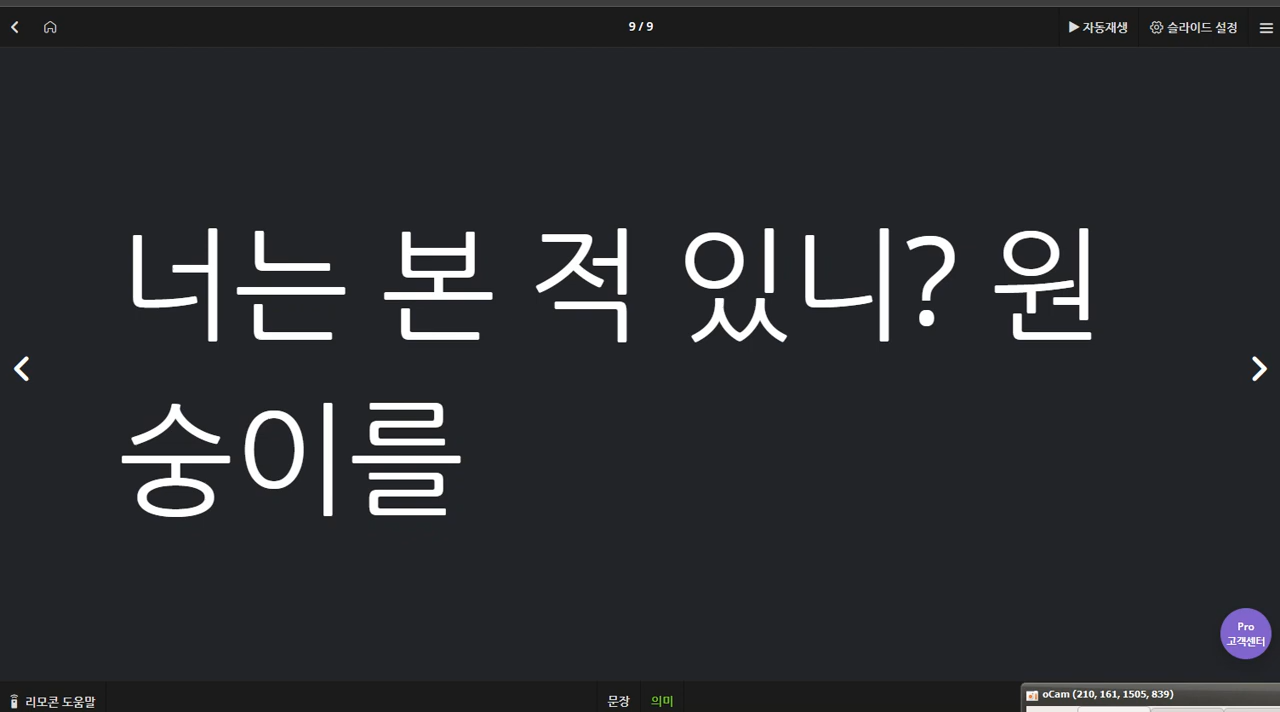 9 / 9
자동재생
슬라이드 설정
너는 본 적 있니? 원
숭이를
Pro
고객센터
리모콘 도움말
문장
의미
oCam (210, 161, 1505, 839)